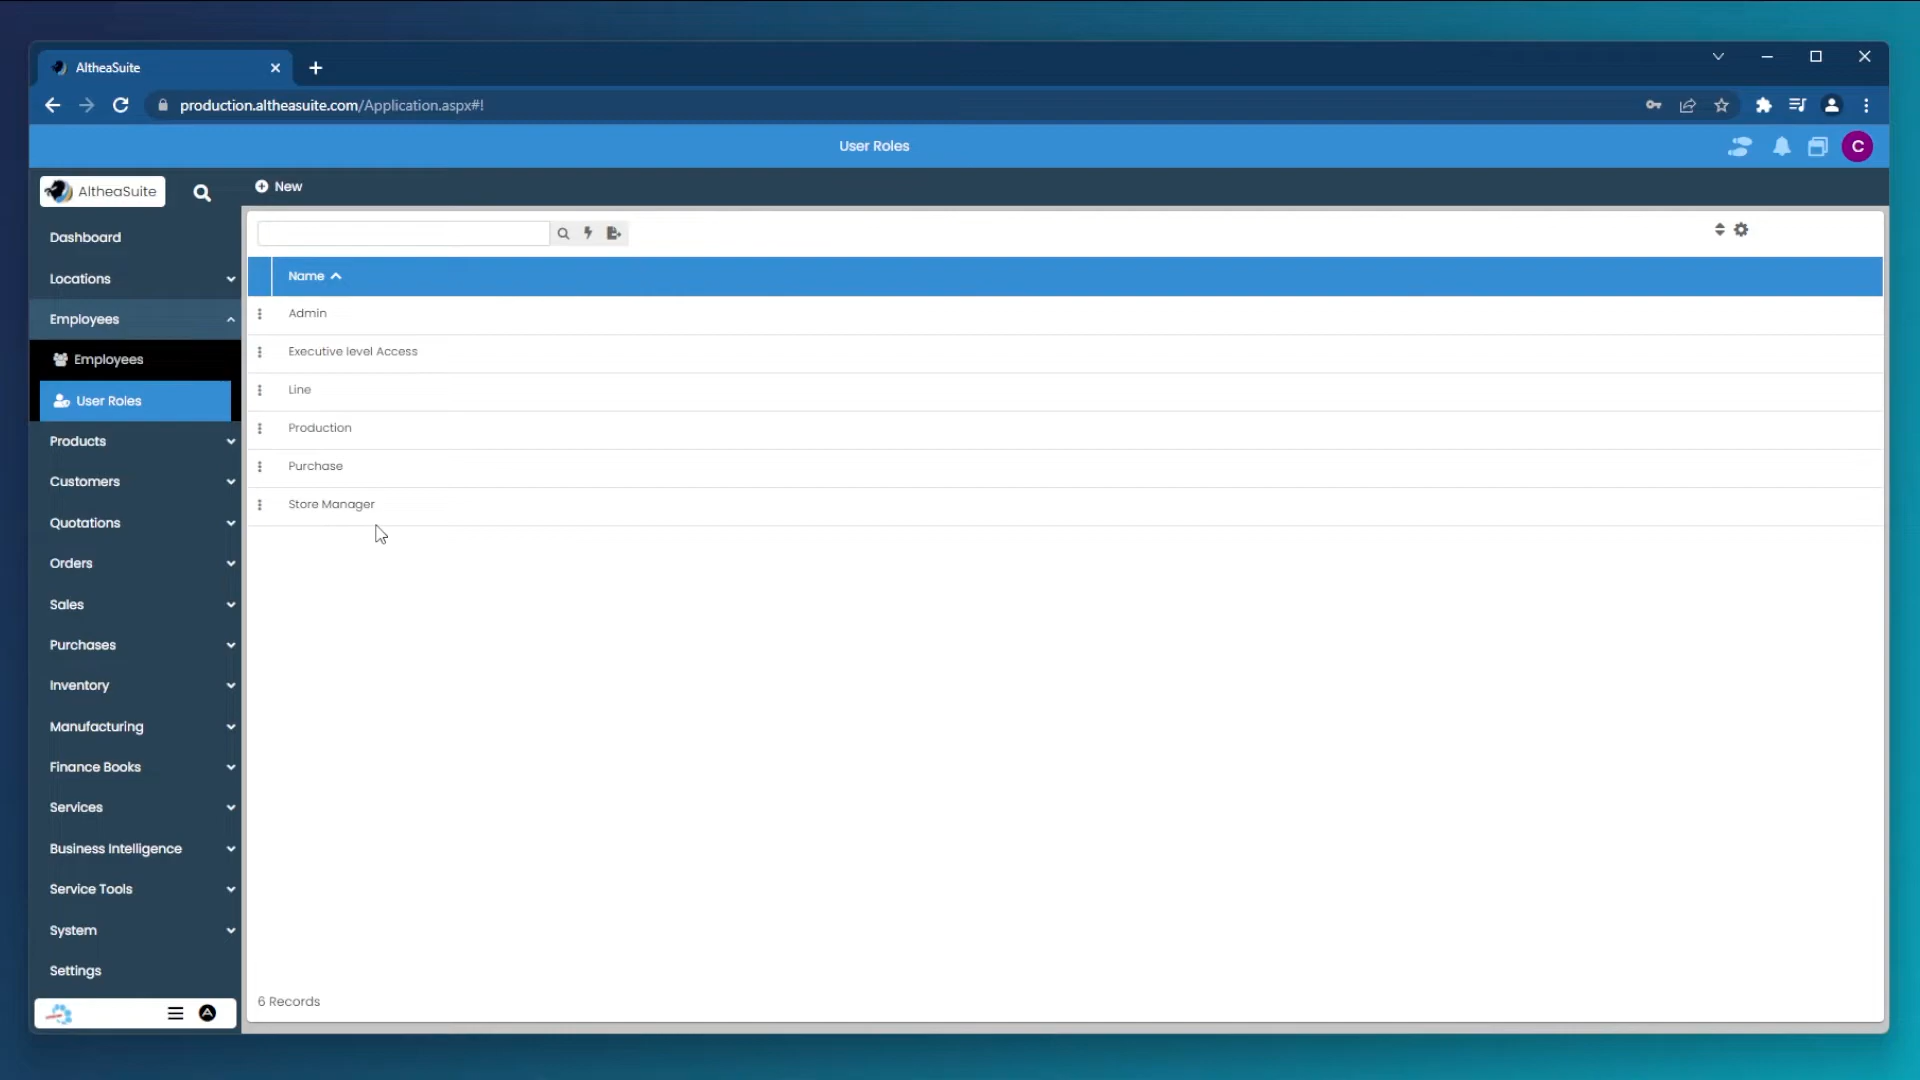 AltheaSuite
production.altheasuite.com/Application.aspx#!
User Roles
C
AltheaSuite
New
Dashboard
Locations
Employees
Employees
User Roles
Products
Customers
Quotations
Orders
Sales
Purchases
Inventory
Manufacturing
Finance Books
Services
Business Intelligence
Service Tools
System
Settings
Name
Admin
Executive level Access
Line
Production
Purchase
Store Manager
6 Records